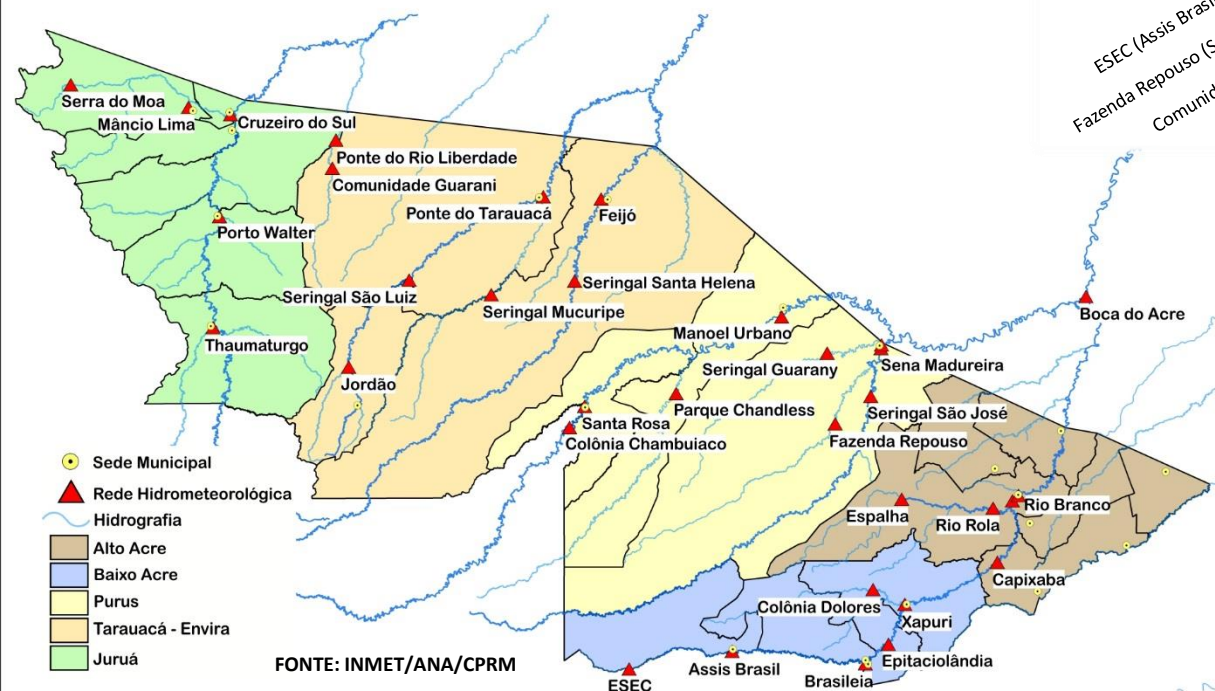 ESEC (Assis Brasil
Fazenda Repouso (S
Comunid
Serra do Moa
Mâncio Lima
Cruzeiro do Sul
Ponte do Rio Liberdade
Comunidade Guarani
Ponte do Tarauacá
Feijó
Porto Walter
Seringal São Luiz
Seringal Santa Helena
Seringal Mucuripe
Manoel Urbano
Boca do Acre
Thaumaturgo
Seringal Guarany
Sena Madureira
Jordão
Parque Chandless
Seringal São José
Santa Rosa
Colônia Chambuiaco
Fazenda Repouso
Espalha
Rio Rola
Rio Branco
Capixaba
Colônia Dolores
Xapuri
Epitaciolândia
Assis Brasil
Brasileia
ESEC
Sede Municipal
Rede Hidrometeorológica
Hidrografia
Alto Acre
Baixo Acre
Purus
Tarauacá - Envira
Juruá
FONTE: INMET/ANA/CPRM